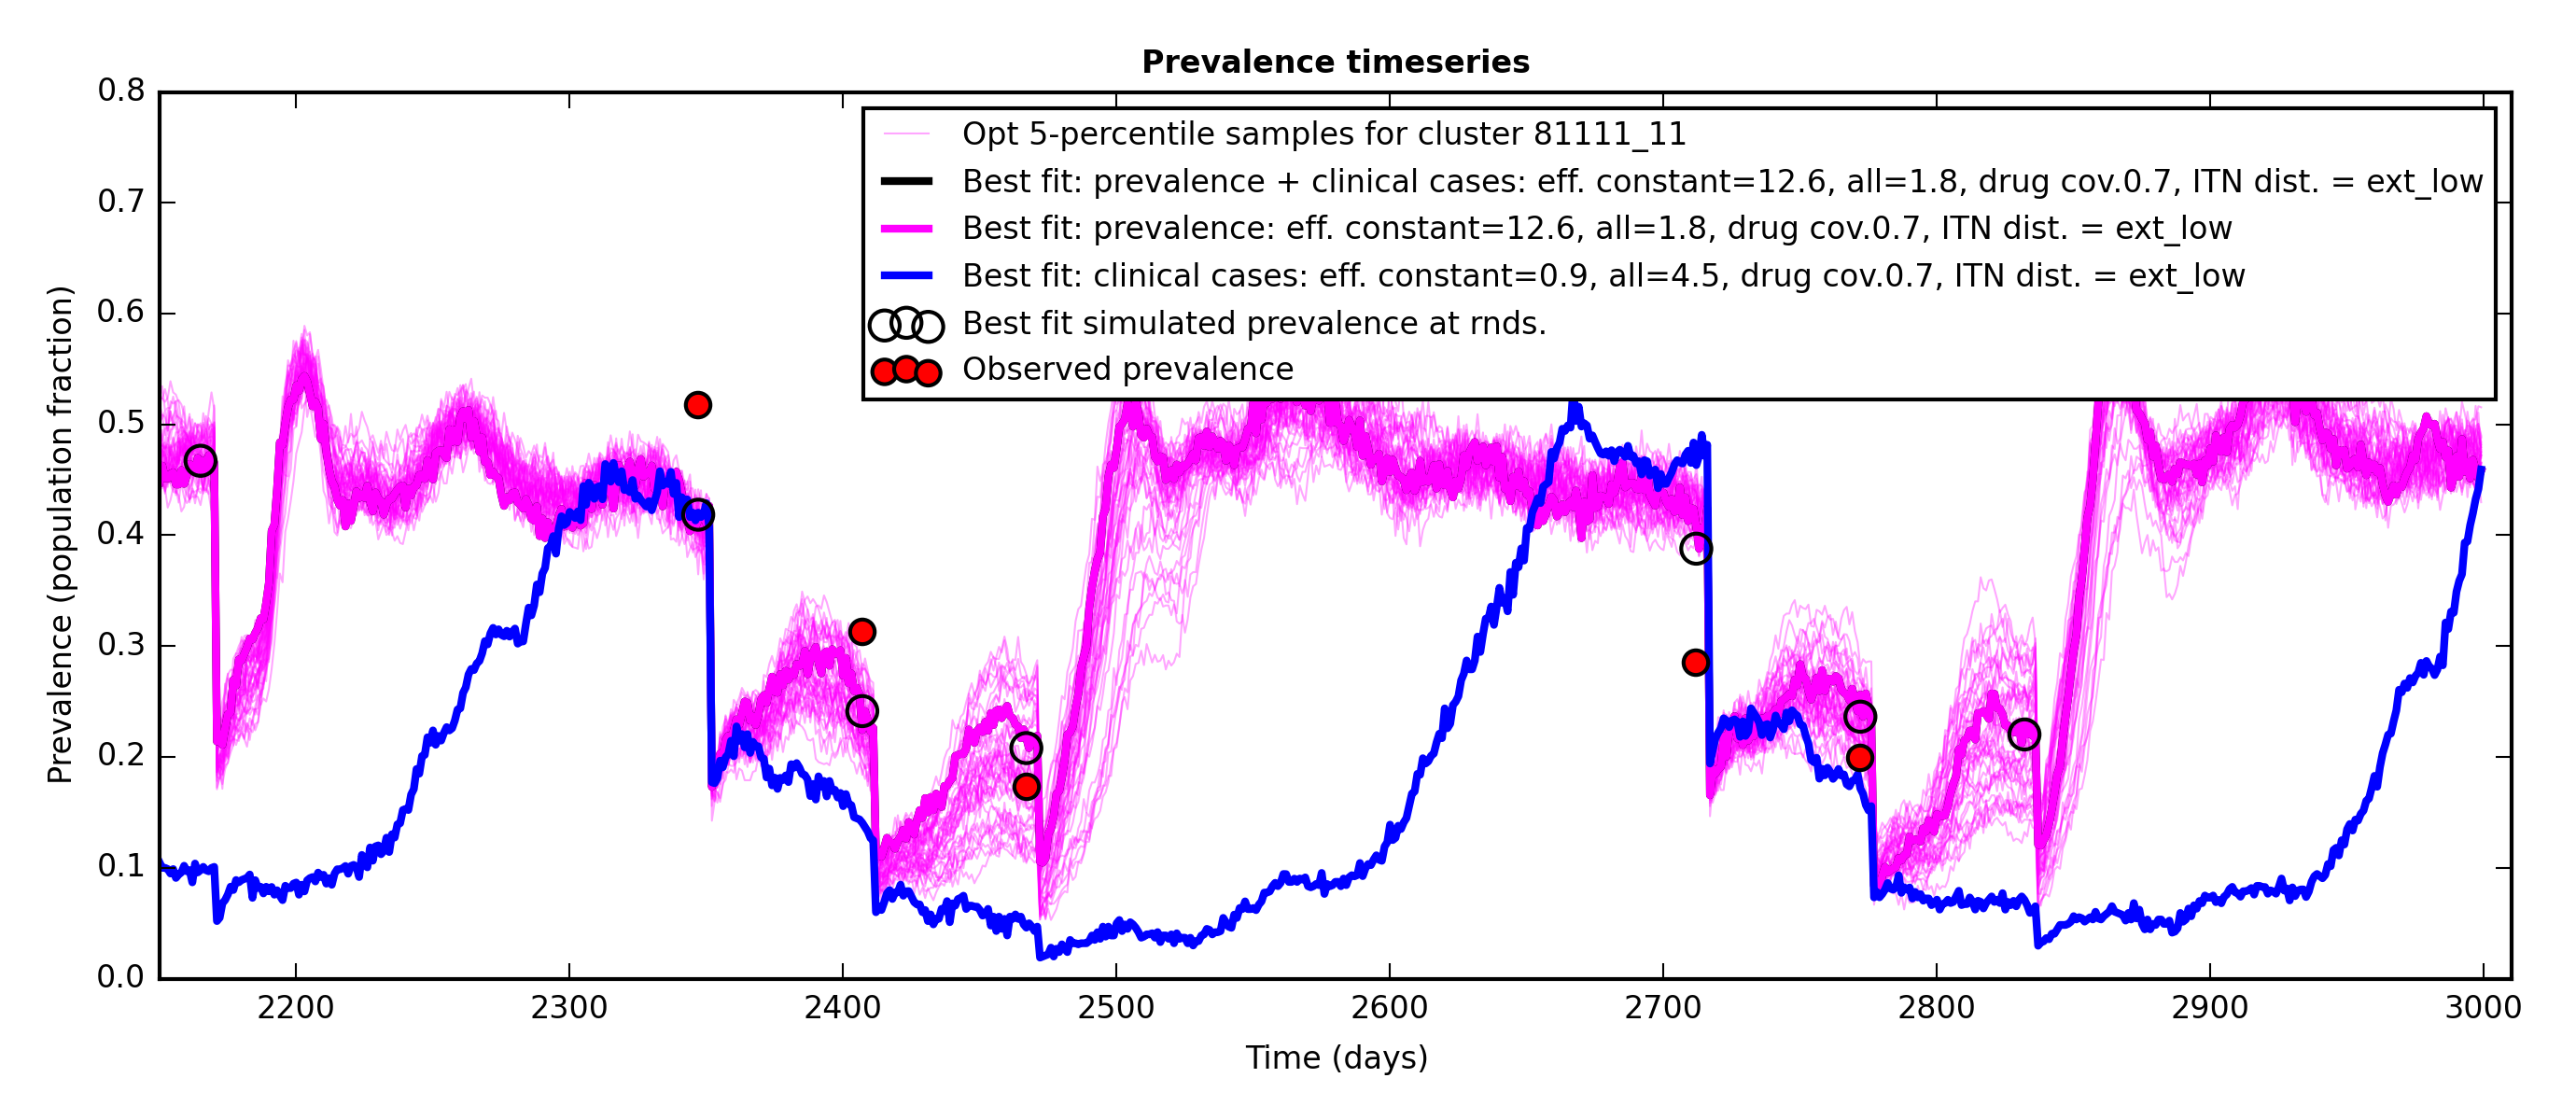 Prevalence timeseries
Prevalence (population fraction)
0.8
0.7
0.6
0.5
0.4
0.3
0.2
0.1
0.0
Opt 5-percentile samples for cluster 81111_11
Best fit: prevalence + clinical cases: eff. constant=12.6, all=1.8, drug cov.0.7, ITN dist. = ext_low
Best fit: prevalence: eff. constant=12.6, all=1.8, drug cov.0.7, ITN dist. = ext_low
Best fit: clinical cases: eff. constant=0.9, all=4.5, drug cov.0.7, ITN dist. = ext_low
Best fit simulated prevalence at rnds.
Observed prevalence
2200 2300 2400 2500 2600 2700 2800 2900 3000
Time (days)